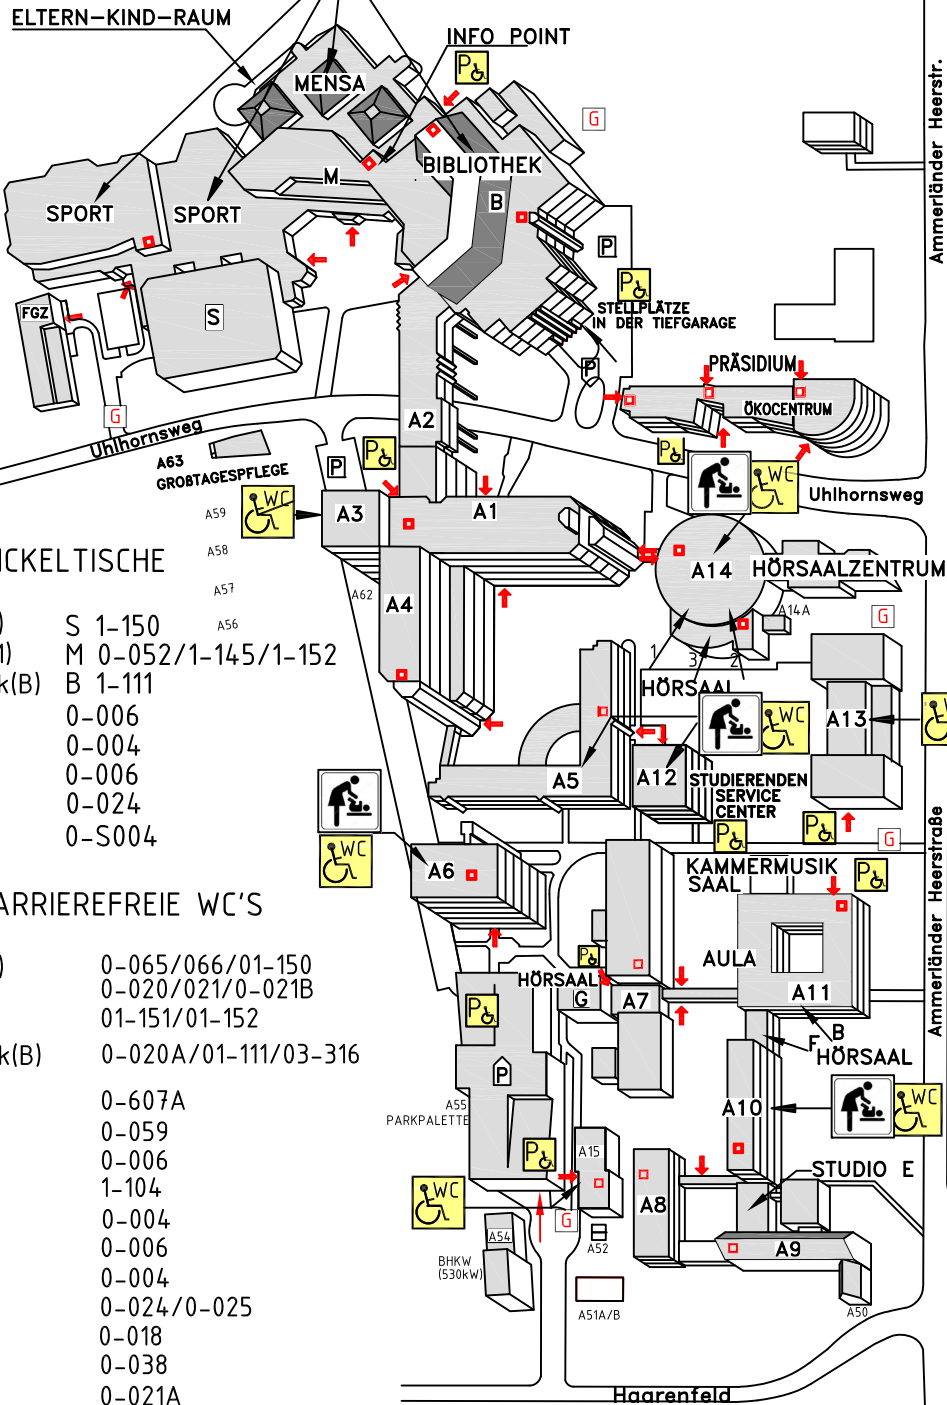 ELTERN-KIND-RAUM
INFO POINT
P
MENSA
G
BIBLIOTHEK
M
B
SPORT
SPORT
P
P
FGZ
S
STELLPLÄTZE
IN DER TIEFGARAGE
Ammerländer Heerstr.
PRÄSIDIUM
P
ÖKOCENTRUM
G
A2
Uhlhornsweg
P
P
P
A63
GROßTAGESPFLEGE
WC
WC
Uhlhornsweg
A59
A3
A1
A58
ICKELTISCHE
A14
HÖRSAALZENTRUM
A57
A62
A4
A56
A14A
G
S 1-150
M 0-052/1-145/1-152
k(B) B 1-111
1
3
2
HÖRSAAL
0-006
0-004
0-006
0-024
0-S004
WC
A13
A5
A12
STUDIERENDEN
SERVICE
CENTER
P
P
G
WC
A6
KAMMERMUSIK
SAAL
P
Ammerländer Heerstraße
ARRIEREFREIE WC'S
0-065/066/01-150
0-020/021/0-021B
01-151/01-152
k(B) 0-020A/01-111/03-316
0-607A
0-059
0-006
1-104
0-004
0-006
0-004
0-024/0-025
0-018
0-038
0-021A
P
AULA
HÖRSAAL
G
A7
A11
P
B
F
HÖRSAAL
P
A55
PARKPALETTE
A10
WC
P
A15
STUDIO E
WC
A8
G
A54
A52
A9
BHKW
(530kW)
A51A/B
A50
Haarenfeld